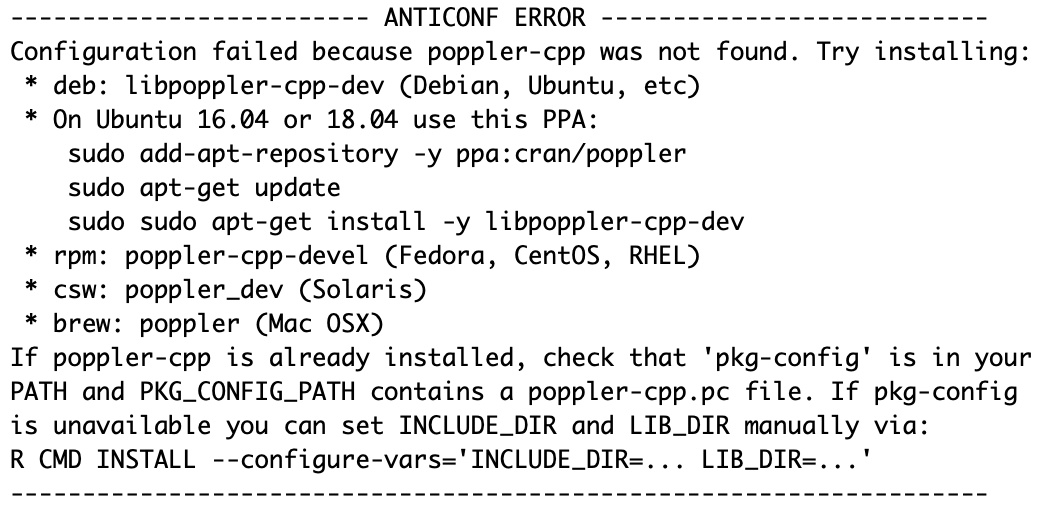 -------------------------- ANTICONF ERROR ---------------------------
Configuration failed because poppler-cpp was not found. Try installing:
 * deb: libpoppler-cpp-dev (Debian, Ubuntu, etc)
 * On Ubuntu 16.04 or 18.04 use this PPA:
    sudo add-apt-repository -y ppa:cran/poppler
    sudo apt-get update
    sudo sudo apt-get install -y libpoppler-cpp-dev
 * rpm: poppler-cpp-devel (Fedora, CentOS, RHEL)
 * csw: poppler_dev (Solaris)
 * brew: poppler (Mac OSX)
If poppler-cpp is already installed, check that 'pkg-config' is in your
PATH and PKG_CONFIG_PATH contains a poppler-cpp.pc file. If pkg-config
is unavailable you can set INCLUDE_DIR and LIB_DIR manually via:
R CMD INSTALL --configure-vars='INCLUDE_DIR=... LIB_DIR=...'
--------------------------------------------------------------------